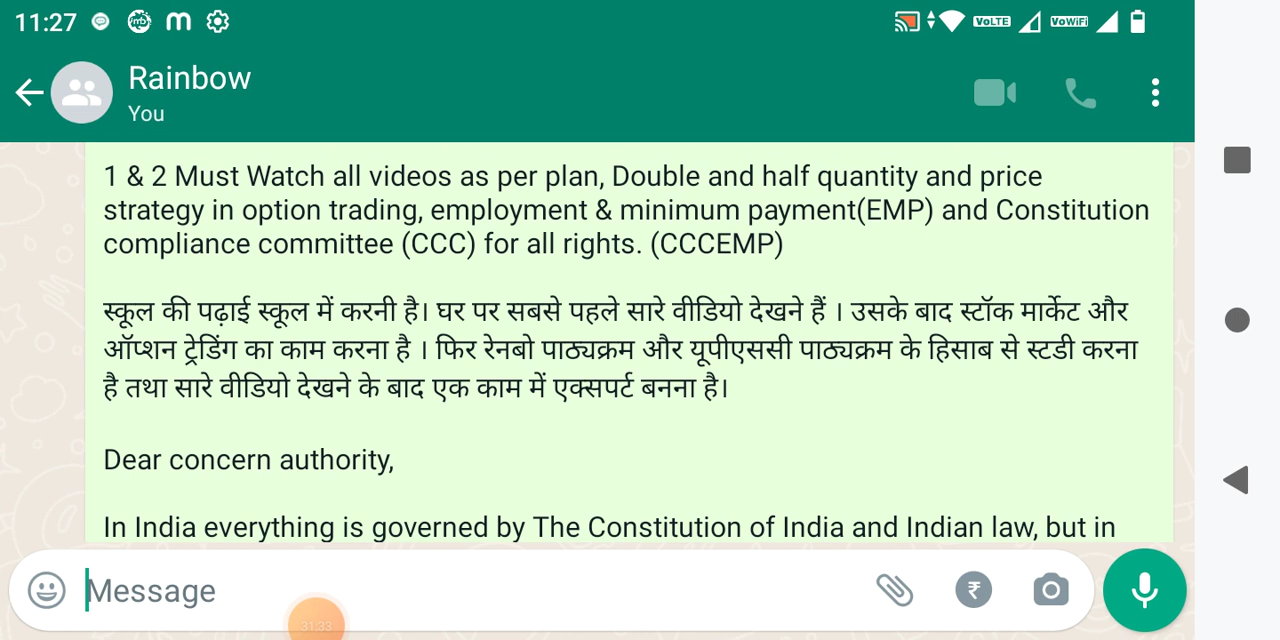 11:27
VoLTE VoWiFi
Rainbow
You
1 & 2 Must Watch all videos as per plan, Double and half quantity and price
strategy in option trading, employment & minimum payment(EMP) and Constitution
compliance committee (CCC) for all rights. (CCCEMP)
स्कूल की पढ़ाई स्कूल में करनी है। घर पर सबसे पहले सारे वीडियो देखने हैं । उसके बाद स्टॉक मार्केट और
ऑप्शन ट्रेडिंग का काम करना है । फिर रेनबो पाठ्यक्रम और यूपीएससी पाठ्यक्रम के हिसाब से स्टडी करना
है तथा सारे वीडियो देखने के बाद एक काम में एक्सपर्ट बनना है।
Dear concern authority,
In India everything is governed by The Constitution of India and Indian law, but in
Message
31:33